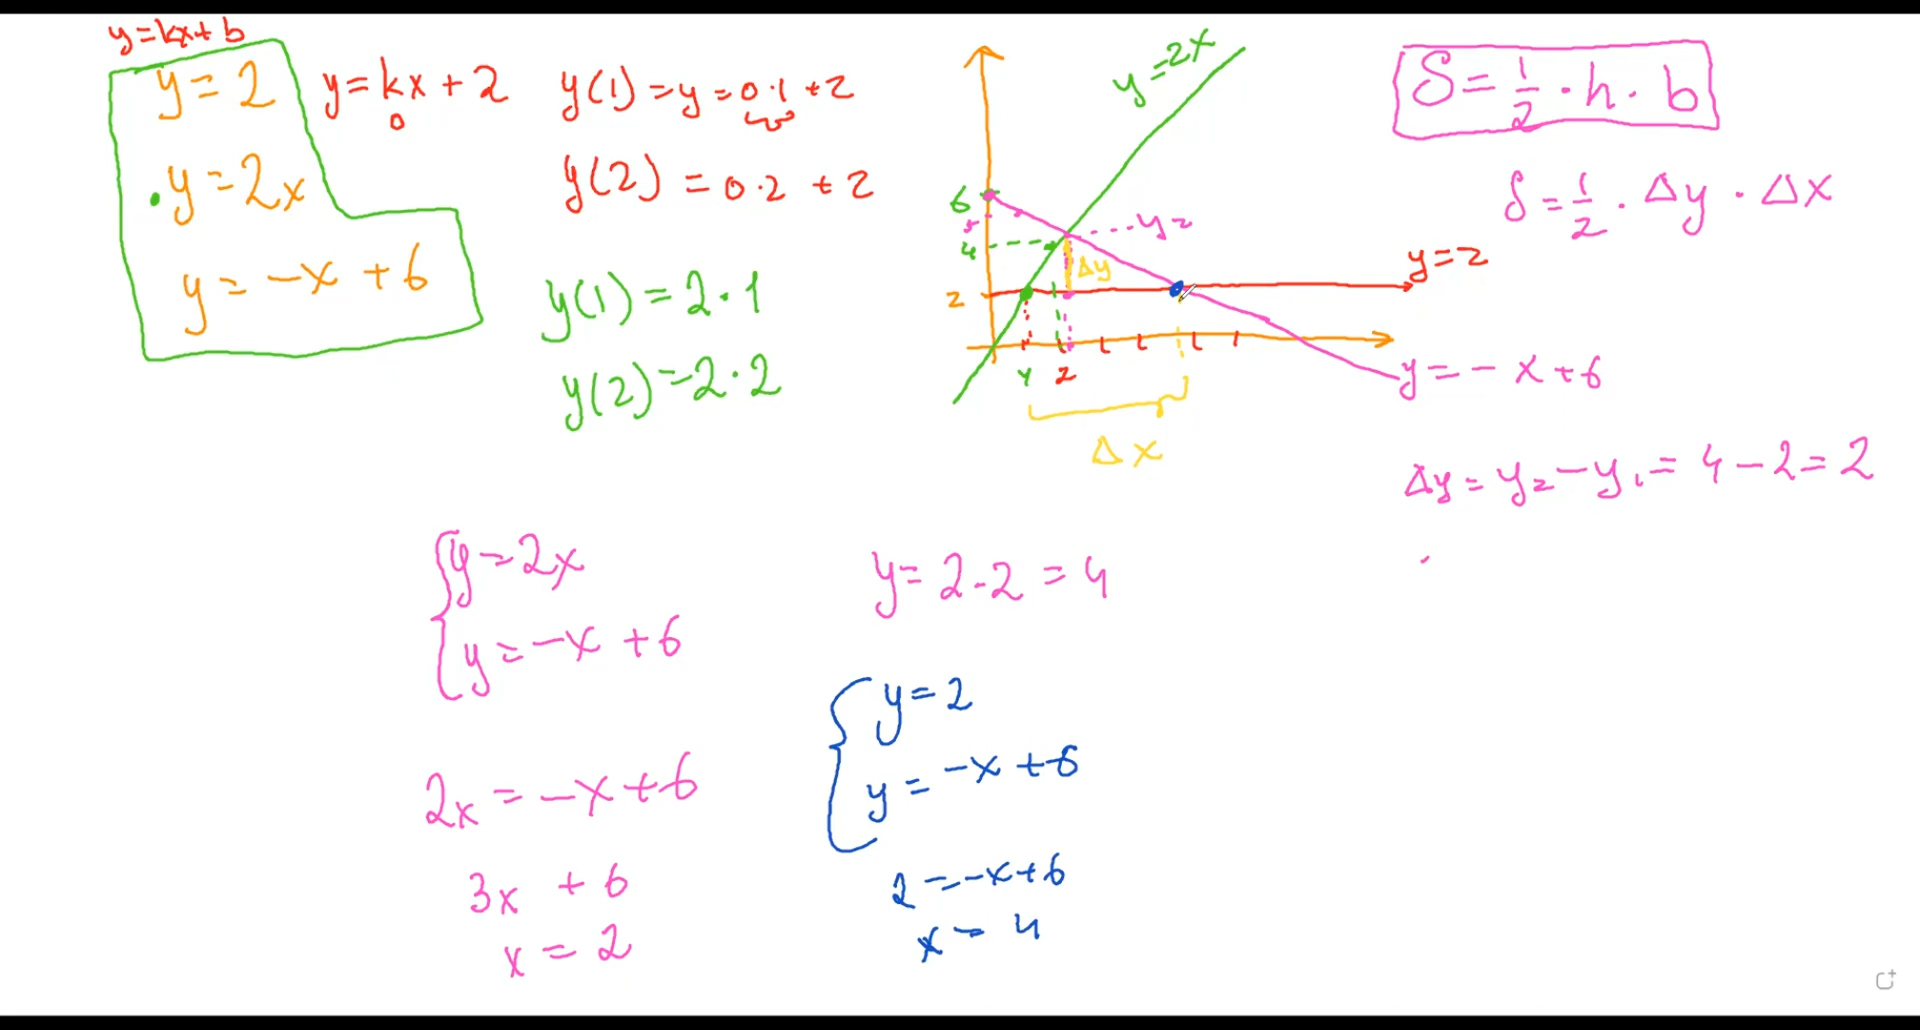 y=kx+b
y=2
y=kx+2
0
y(1)=y=0·1+2
y=2x
y(2)=0·2+2
y=-x+6
y(1)=2·1
y(2)=2·2
y=2x
6
5
4
2
y=
Δy
y=2
2
Δx
y=-x+6
S=1/2·h·b
S=1/2·Δy·Δx
Δy=y₂-y₁=4-2=2
y=2x
y=-x+6
2x=-x+6
3x+6
x=2
y=2·2=4
y=2
y=-x+6
2=-x+6
x=4